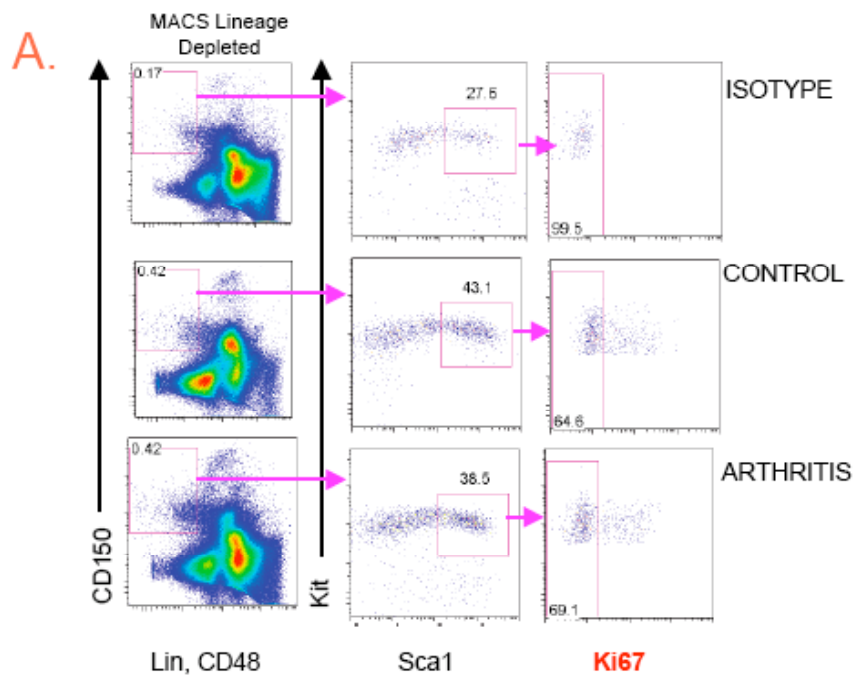 A.
MACS Lineage
Depleted
0.17
27.6
99.5
ISOTYPE
0.42
43.1
64.6
CONTROL
0.42
38.5
69.1
ARTHRITIS
CD150
Kit
Lin, CD48
Sca1
Ki67